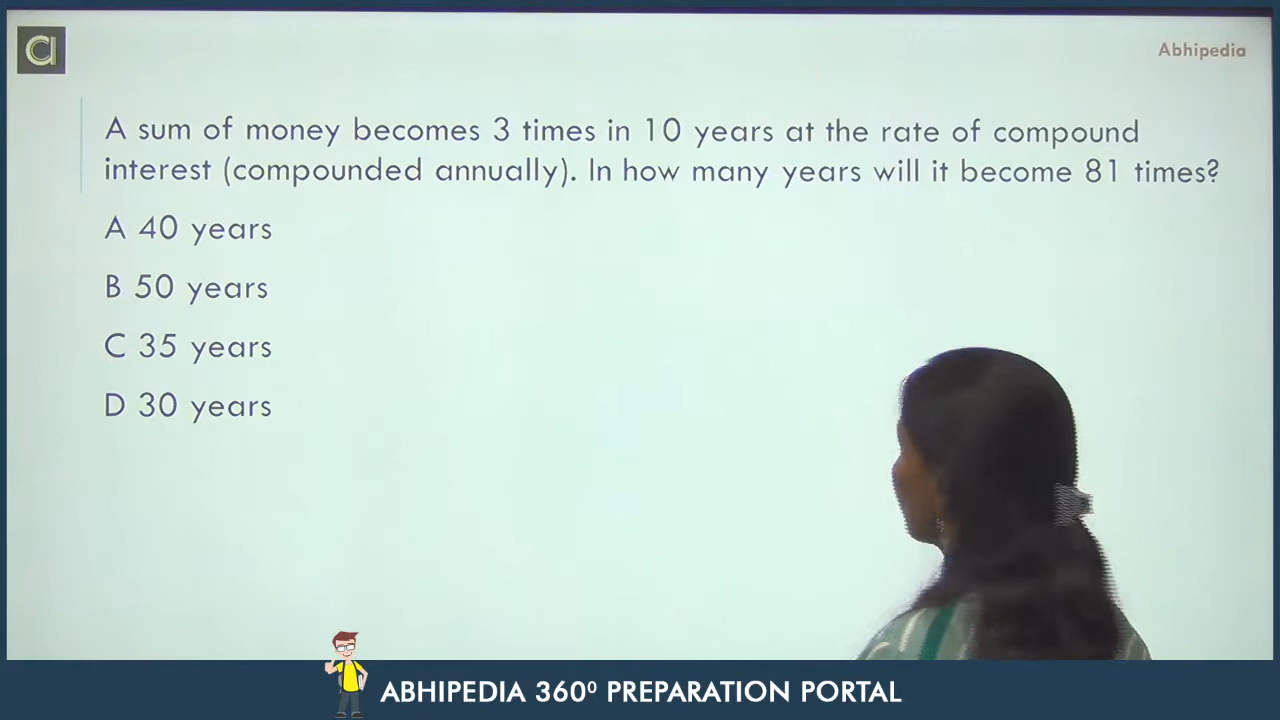 Abhipedia
A sum of money becomes 3 times in 10 years at the rate of compound
interest (compounded annually). In how many years will it become 81 times?
A 40 years
B 50 years
C 35 years
D 30 years
ABHIPEDIA 360⁰ PREPARATION PORTAL